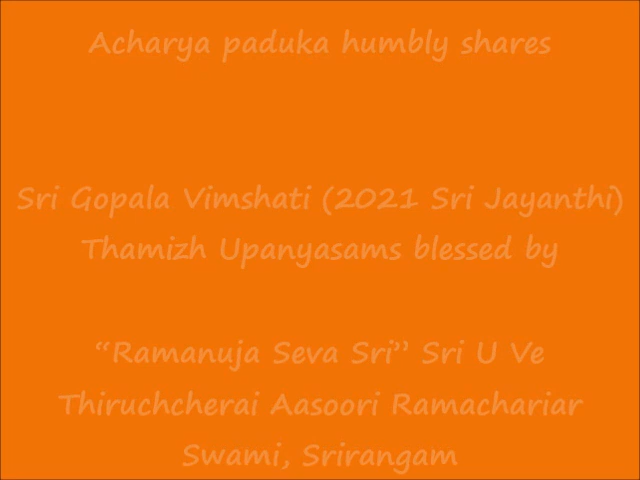 Acharya paduka humbly shares
Sri Gopala Vimshati (2021 Sri Jayanthi)
Thamizh Upanyasams blessed by
“Ramanuja Seva Sri” Sri U Ve
Thiruchcherai Aasoori Ramachariar
Swami, Srirangam